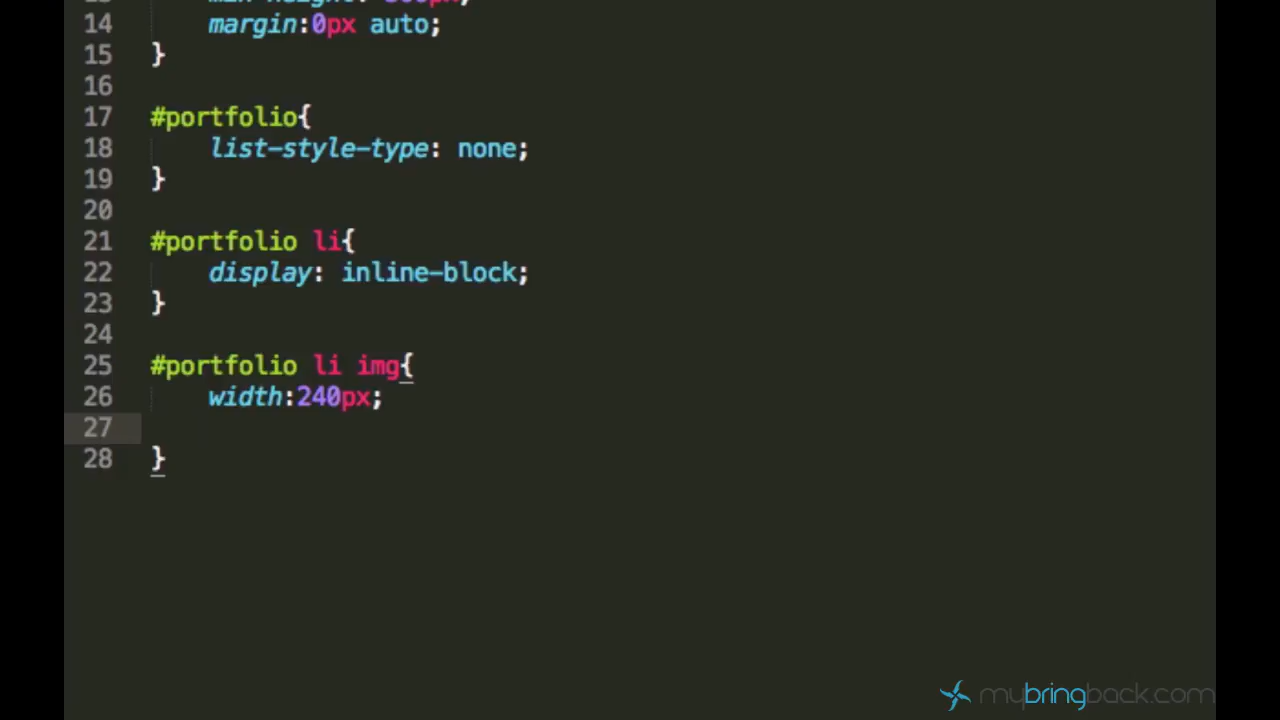 14 margin:0px auto;
15 }
16
17 #portfolio{
18 list-style-type: none;
19 }
20
21 #portfolio li{
22 display: inline-block;
23 }
24
25 #portfolio li img{
26 width:240px;
27
28 }
mybringback.com